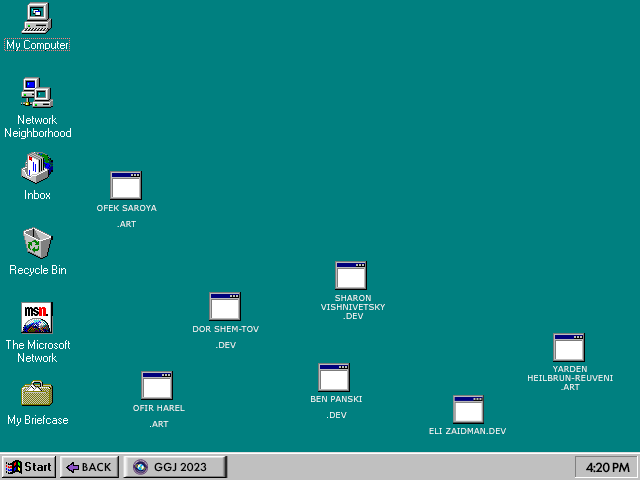 My Computer
Network
Neighborhood
Inbox
Recycle Bin
msn.
The Microsoft
Network
My Briefcase
OFEK SAROYA
.ART
DOR SHEM-TOV
.DEV
SHARON
VISHNIVETSKY
.DEV
OFIR HAREL
.ART
BEN PANSKI
.DEV
ELI ZAIDMAN.DEV
YARDEN
HEILBRUN-REUVENI
.ART
Start
BACK
GGJ 2023
4:20 PM